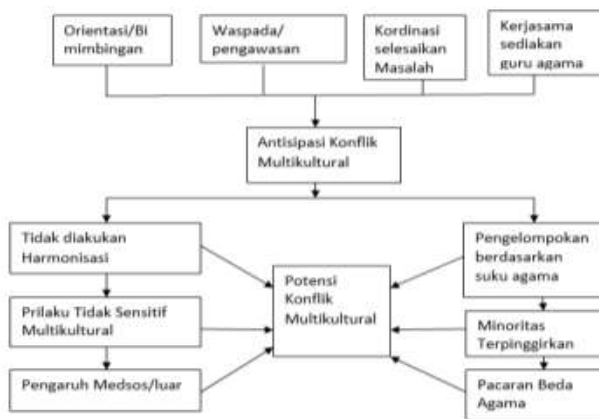 Orientasi/Bi
mimbingan
Waspada/
pengawasan
Kordinasi
selesaikan
Masalah
Kerjasama
sediakan
guru agama
Antisipasi Konflik
Multikultural
Tidak diakukan
Harmonisasi
Pengelompokan
berdasarkan
suku agama
Potensi
Konflik
Multikultural
Prilaku Tidak Sensitif
Multikultural
Minoritas
Terpinggirkan
Pengaruh Medsos/luar
Pacaran Beda
Agama